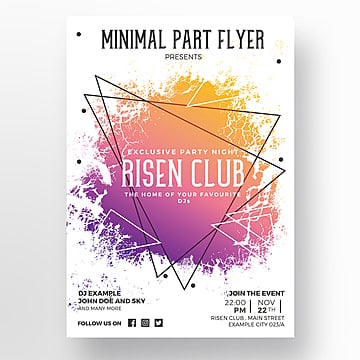 MINIMAL PART FLYER
PRESENTS
EXCLUSIVE PARTY NIGHT
RISEN CLUB
THE HOME OF YOUR FAVOURITE
DJs
DJ EXAMPLE
JOHN DOE AND SKY
AND MANY MORE
FOLLOW US ON
JOIN THE EVENT
22:00 PM | NOV 22TH
RISEN CLUB , MAIN STREET
EXAMPLE CITY 023/A